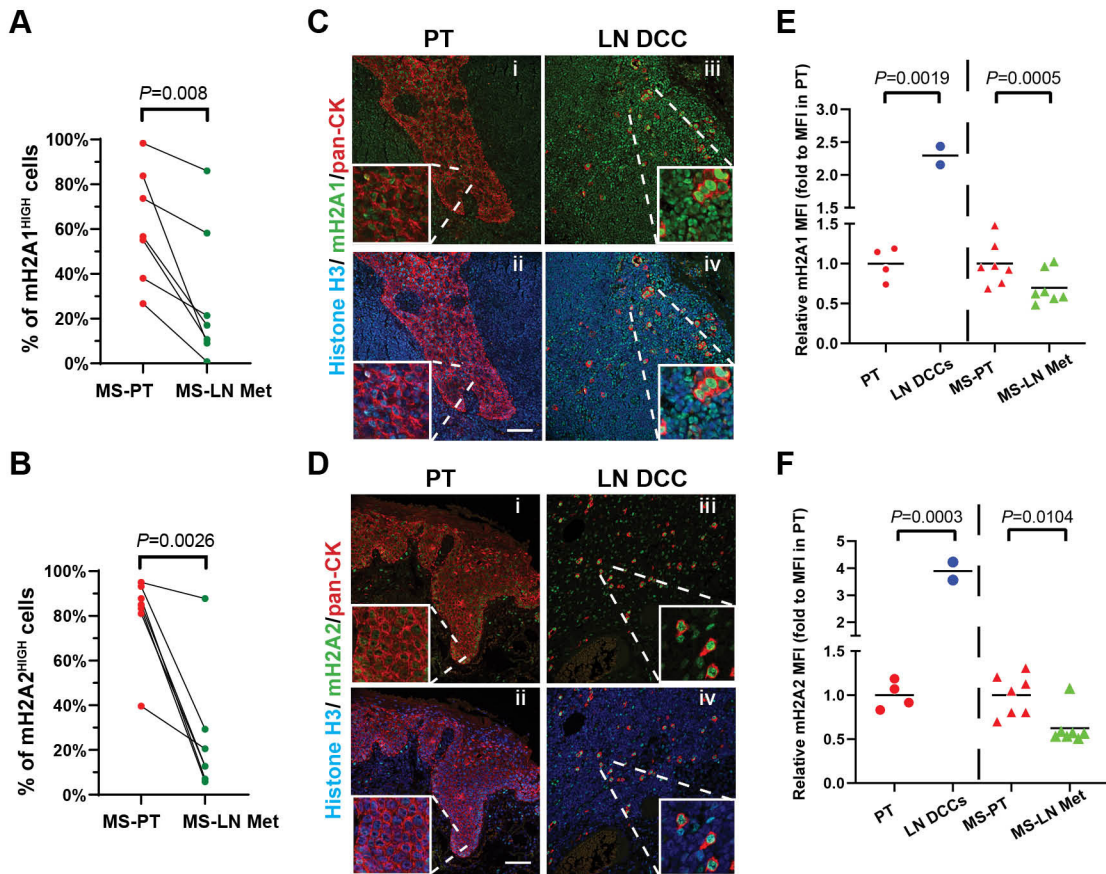 A
P=0.008
% of mH2A1HIGH cells
100%
80%
60%
40%
20%
0%
MS-PT
MS-LN Met
B
P=0.0026
% of mH2A2HIGH cells
100%
80%
60%
40%
20%
0%
MS-PT
MS-LN Met
C
PT
LN DCC
Histone H3/ mH2A1/pan-CK
i
iii
ii
iv
D
PT
LN DCC
Histone H3/ mH2A2/pan-CK
i
iii
ii
iv
E
P=0.0019
P=0.0005
Relative mH2A1 MFI (fold to MFI in PT)
3.0
2.5
2.0
1.5
1.5
1.0
0.5
0.0
PT
LN DCCs
MS-PT
MS-LN Met
F
P=0.0003
P=0.0104
Relative mH2A2 MFI (fold to MFI in PT)
5
4
3
2
1.5
1.0
0.5
0.0
PT
LN DCCs
MS-PT
MS-LN Met